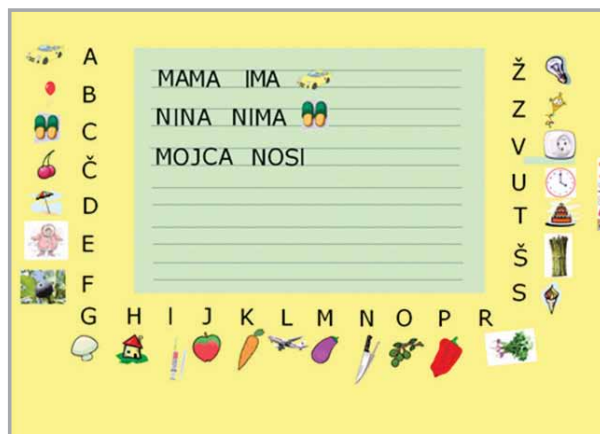 A
B
C
Č
D
E
F
G H I J K L M N O P R
MAMA IMA
NINA NIMA
MOJCA NOSI
Ž
Z
V
U
T
Š
S